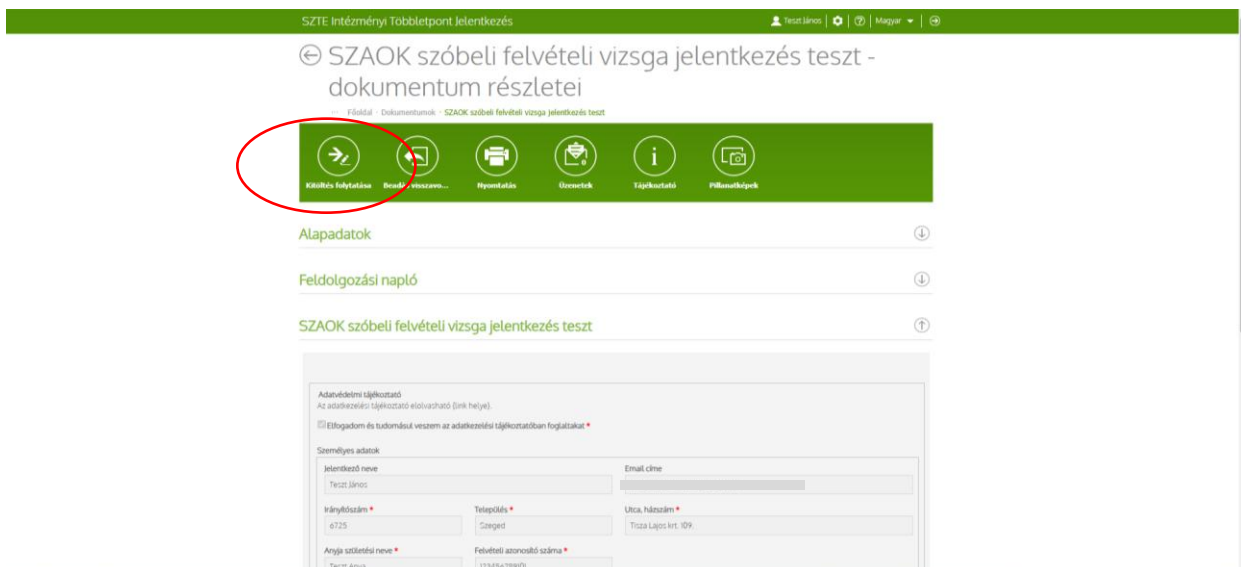 SZTE Intézményi Többletpont Jelentkezés
Teszt János
Magyar
SZAOK szóbeli felvételi vizsga jelentkezés teszt -
dokumentum részletei
Főoldal - Dokumentumok - SZAOK szóbeli felvételi vizsga jelentkezés teszt
Kitöltés folytatása
Beadás visszavo...
Nyomtatás
Üzenetek
Tájékoztató
Pillanatképek
Alapadatok
Feldolgozási napló
SZAOK szóbeli felvételi vizsga jelentkezés teszt
Adatvédelmi tájékoztató
Az adatkezelési tájékoztató elolvasható (link helye).
Elfogadom és tudomásul veszem az adatkezelési tájékoztatóban foglaltakat *
Személyes adatok
Jelentkező neve
Email címe
Teszt János
Irányítószám *
Település *
Utca, házszám *
6725
Szeged
Tisza Lajos krt. 109.
Anyja születési neve *
Felvételi azonosító száma *
Teszt Anya